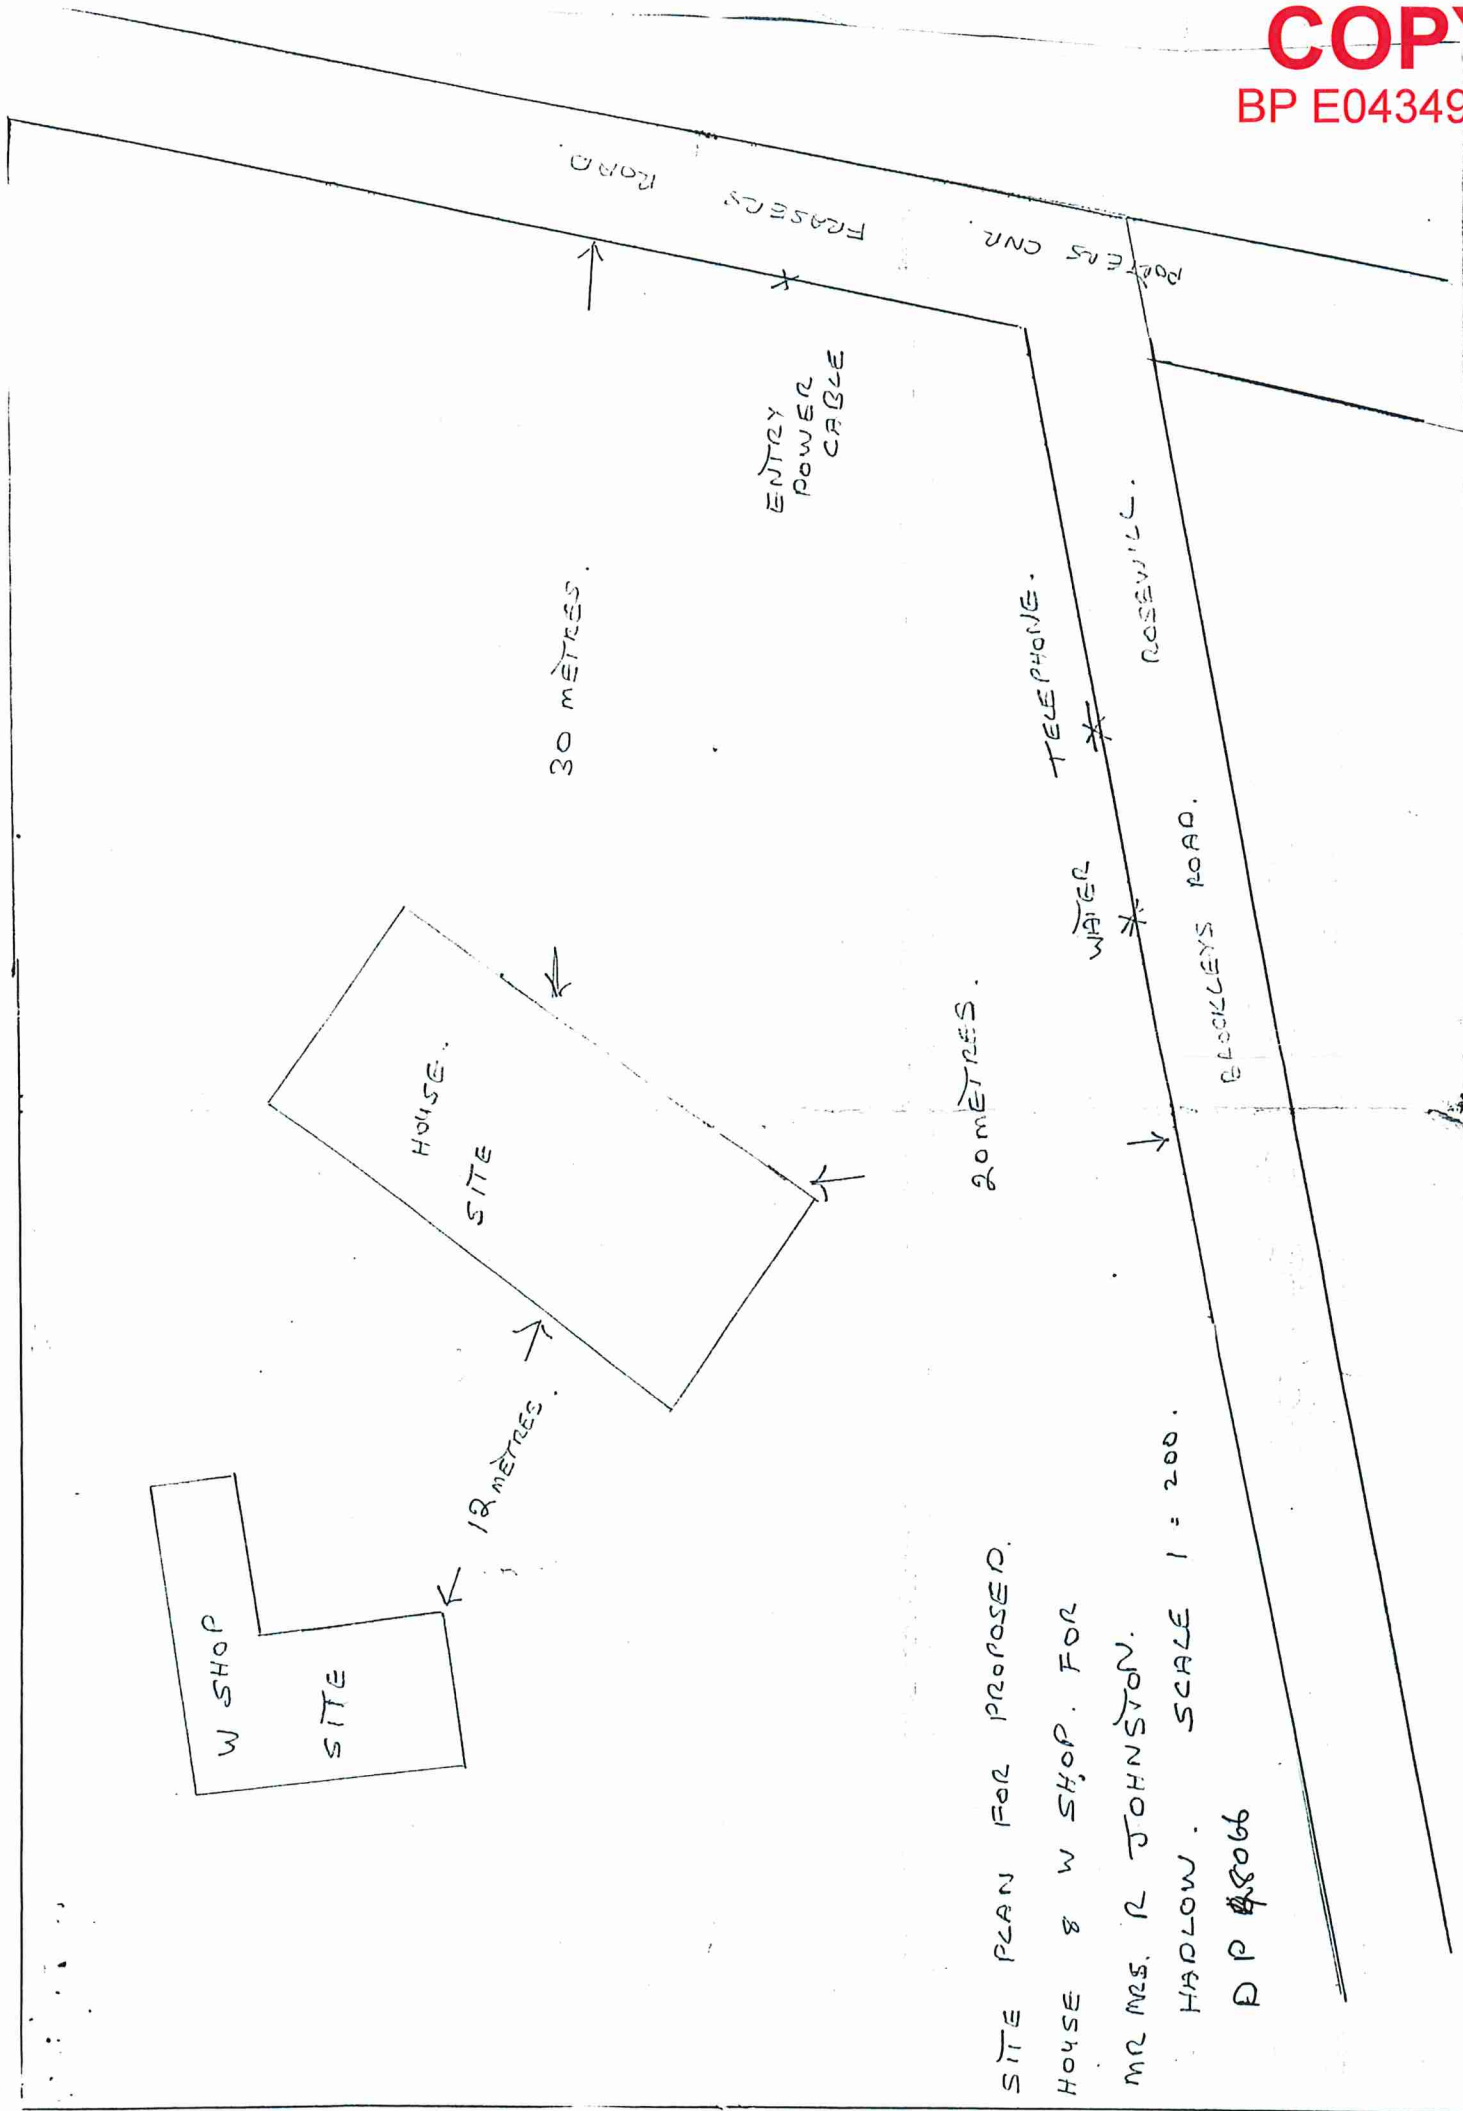 COPY
BP E04349
FRASERS ROAD.
PORTERS CNR.
ENTRY
POWER
CABLE
30 METRES.
HOUSE.
SITE
TELEPHONE.
WATER
ROSEWILL.
BROCKLEYS ROAD.
20 METRES.
12 METRES.
W SHOP
SITE
SITE PLAN FOR PROPOSED.
HOUSE & W SHOP. FOR
MR MRS. R JOHNSTON.
HADLOW. SCALE 1 = 200.
D P